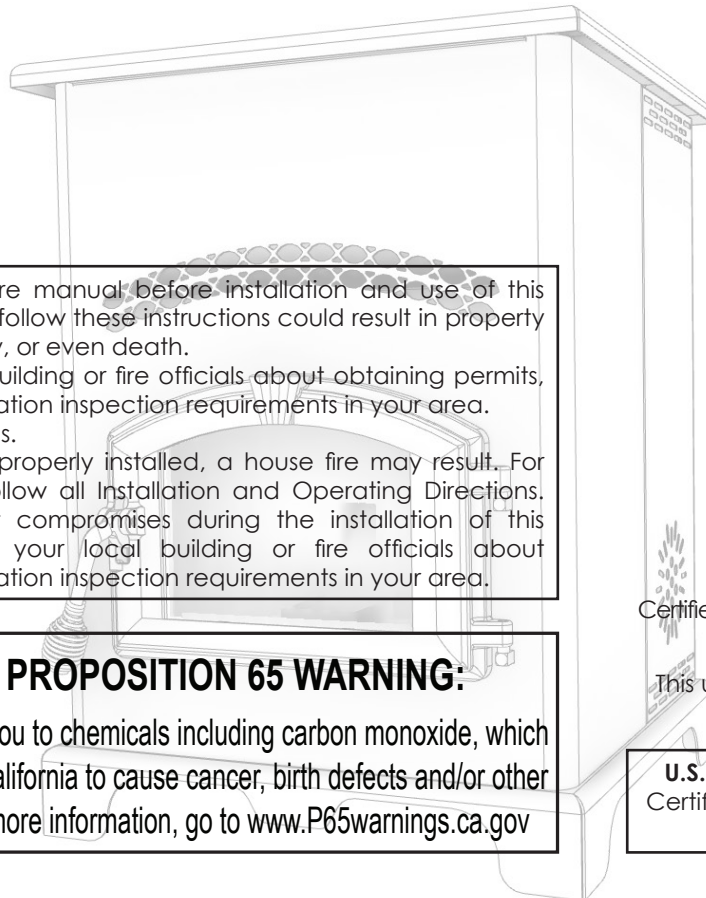 re manual before installation and use of this
follow these instructions could result in property
, or even death.
uilding or fire officials about obtaining permits,
ation inspection requirements in your area.
s.
properly installed, a house fire may result. For
llow all Installation and Operating Directions.
compromises during the installation of this
your local building or fire officials about
ation inspection requirements in your area.
PROPOSITION 65 WARNING:
ou to chemicals including carbon monoxide, which
alifornia to cause cancer, birth defects and/or other
more information, go to www.P65warnings.ca.gov
Certifie
This u
U.S.
Certif